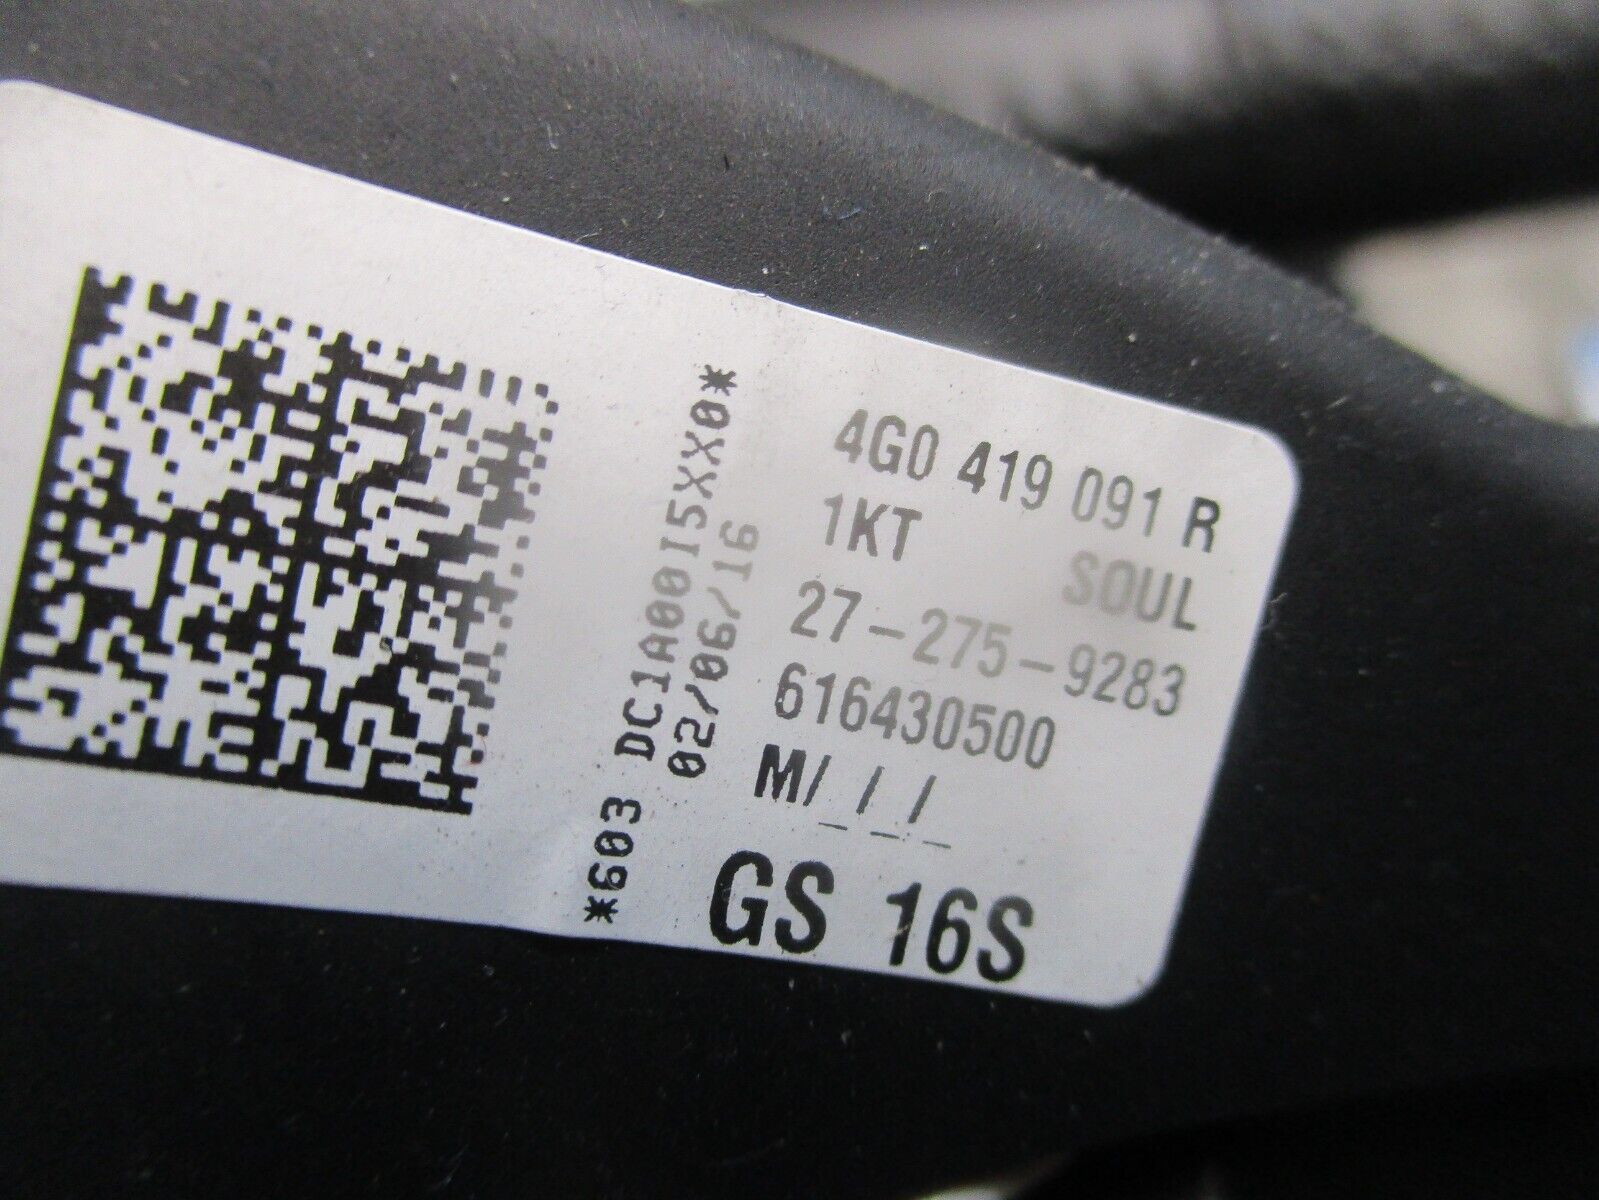 4G0 419 091 R
1KT SOUL
27-275-9283
616430500
M/_/_/_
GS 16S
*603 DC1A00I5XX0*
02/06/16